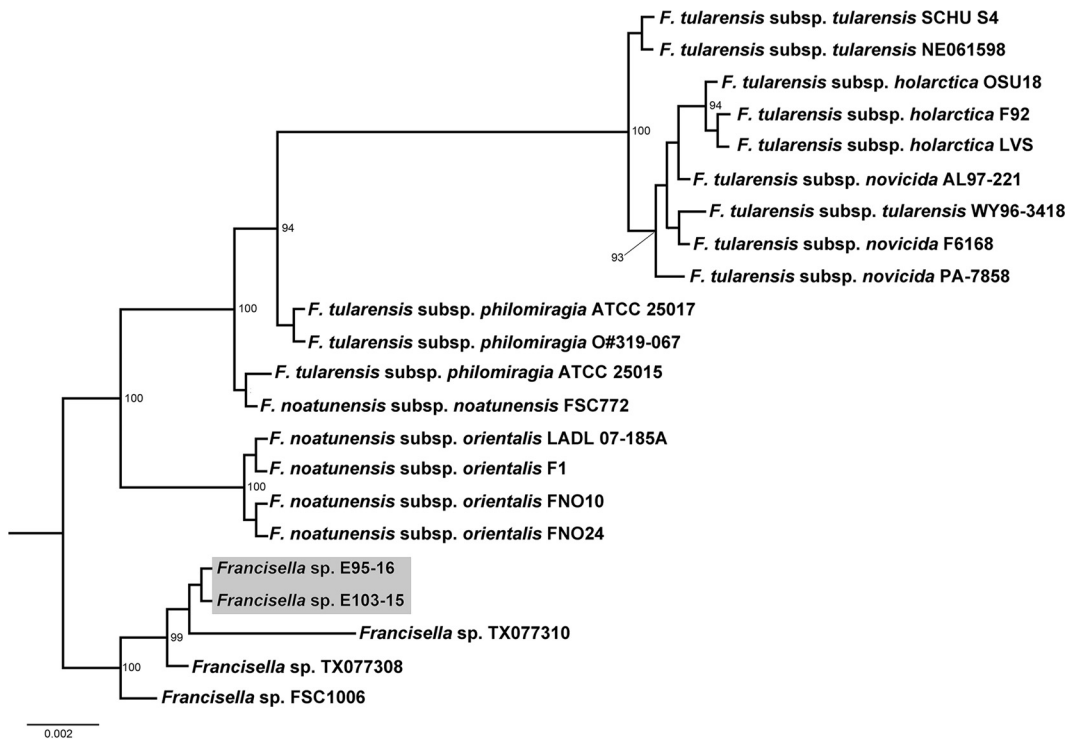 F. tularensis subsp. tularensis SCHU S4
F. tularensis subsp. tularensis NE061598
F. tularensis subsp. holarctica OSU18
94
F. tularensis subsp. holarctica F92
100
F. tularensis subsp. holarctica LVS
F. tularensis subsp. novicida AL97-221
F. tularensis subsp. tularensis WY96-3418
94
F. tularensis subsp. novicida F6168
93
F. tularensis subsp. novicida PA-7858
100
F. tularensis subsp. philomiragia ATCC 25017
F. tularensis subsp. philomiragia O#319-067
F. tularensis subsp. philomiragia ATCC 25015
100
F. noatunensis subsp. noatunensis FSC772
F. noatunensis subsp. orientalis LADL 07-185A
F. noatunensis subsp. orientalis F1
100
F. noatunensis subsp. orientalis FNO10
F. noatunensis subsp. orientalis FNO24
Francisella sp. E95-16
Francisella sp. E103-15
Francisella sp. TX077310
99
Francisella sp. TX077308
100
Francisella sp. FSC1006
0.002